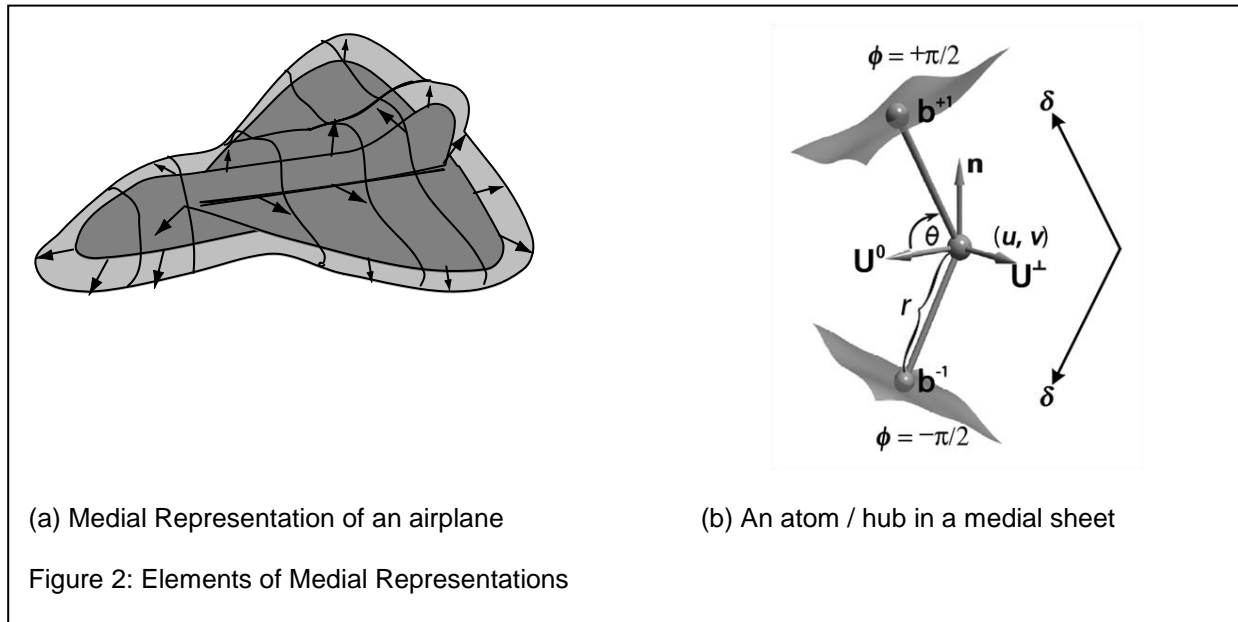 ϕ = +π/2
b⁺¹
δ
n
θ
(u, v)
U⁰
U^⊥
r
δ
b⁻¹
ϕ = −π/2
(a) Medial Representation of an airplane
(b) An atom / hub in a medial sheet
Figure 2: Elements of Medial Representations